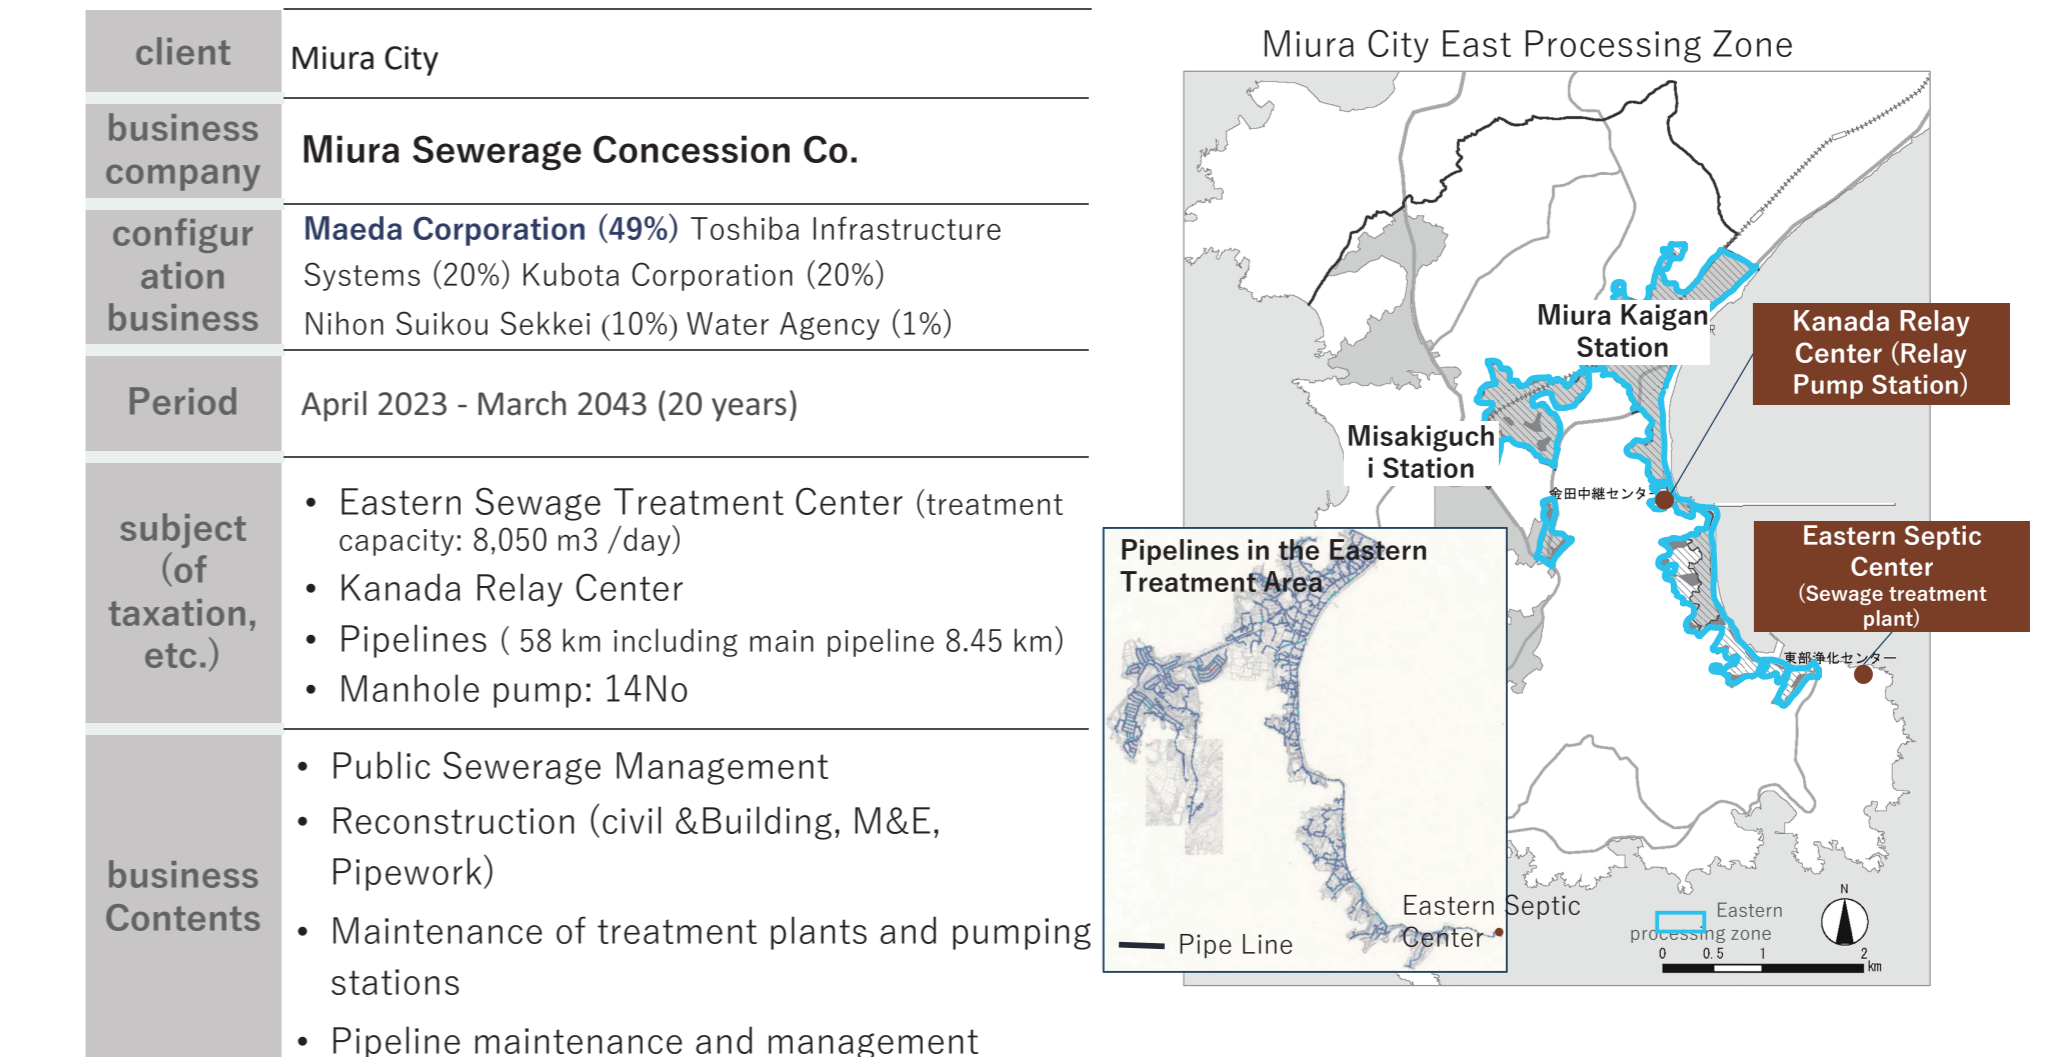 client
Miura City
business
company
Miura Sewerage Concession Co.
configur
ation
business
Maeda Corporation (49%) Toshiba Infrastructure
Systems (20%) Kubota Corporation (20%)
Nihon Suikou Sekkei (10%) Water Agency (1%)
Period
April 2023 - March 2043 (20 years)
subject
(of
taxation,
etc.)
• Eastern Sewage Treatment Center (treatment
capacity: 8,050 m3 /day)
• Kanada Relay Center
• Pipelines ( 58 km including main pipeline 8.45 km)
• Manhole pump: 14No
business
Contents
• Public Sewerage Management
• Reconstruction (civil &Building, M&E,
Pipework)
• Maintenance of treatment plants and pumping
stations
• Pipeline maintenance and management
Miura City East Processing Zone
Miura Kaigan
Station
Kanada Relay
Center (Relay
Pump Station)
Misakiguch
i Station
金田中継センター
Eastern Septic
Center
(Sewage treatment
plant)
東部浄化センター
Pipelines in the Eastern
Treatment Area
Eastern Septic
Center
Pipe Line
Eastern
processing zone
N
0 0.5 1 2
km